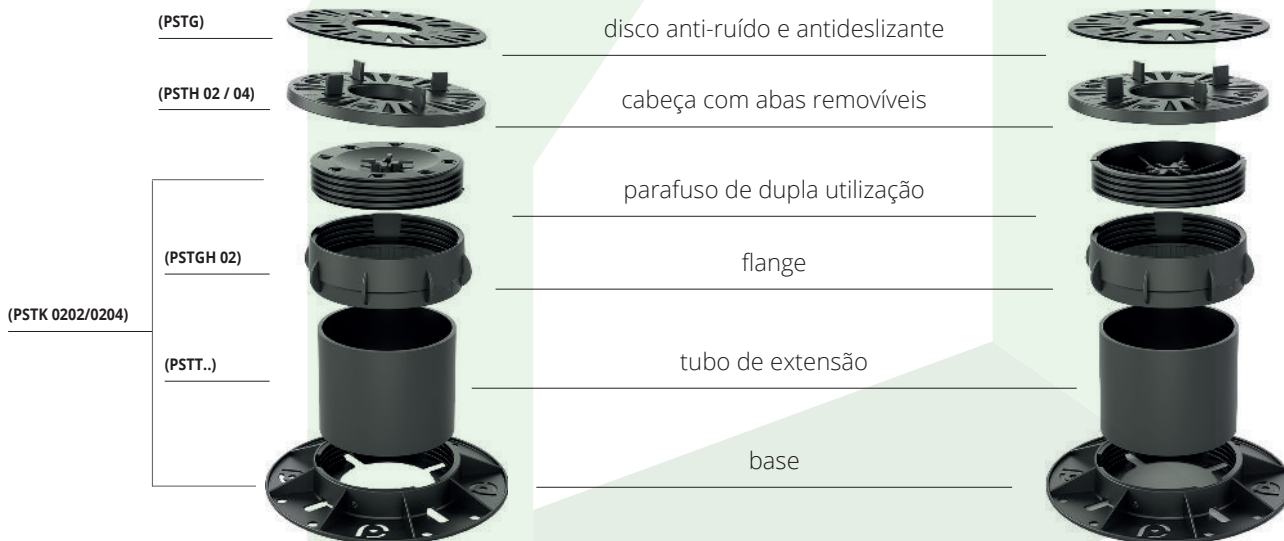 (PSTG)
disco anti-ruído e antideslizante
(PSTH 02 / 04)
cabeça com abas removíveis
parafuso de dupla utilização
(PSTGH 02)
flange
(PSTK 0202/0204)
(PSTT..)
tubo de extensão
base